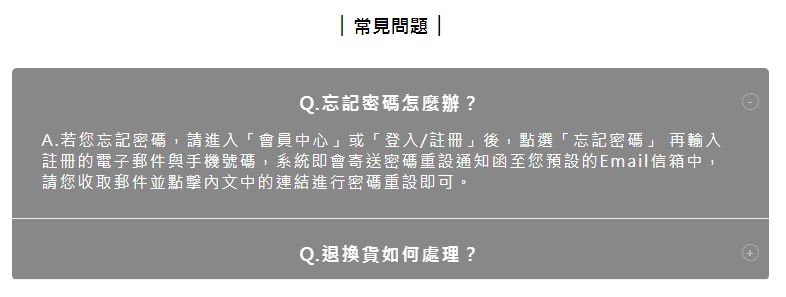 | 常見問題 |
Q.忘記密碼怎麼辦？
A.若您忘記密碼，請進入「會員中心」或「登入/註冊」後，點選「忘記密碼」 再輸入
註冊的電子郵件與手機號碼，系統即會寄送密碼重設通知函至您預設的Email信箱中，
請您收取郵件並點擊內文中的連結進行密碼重設即可。
Q.退換貨如何處理？